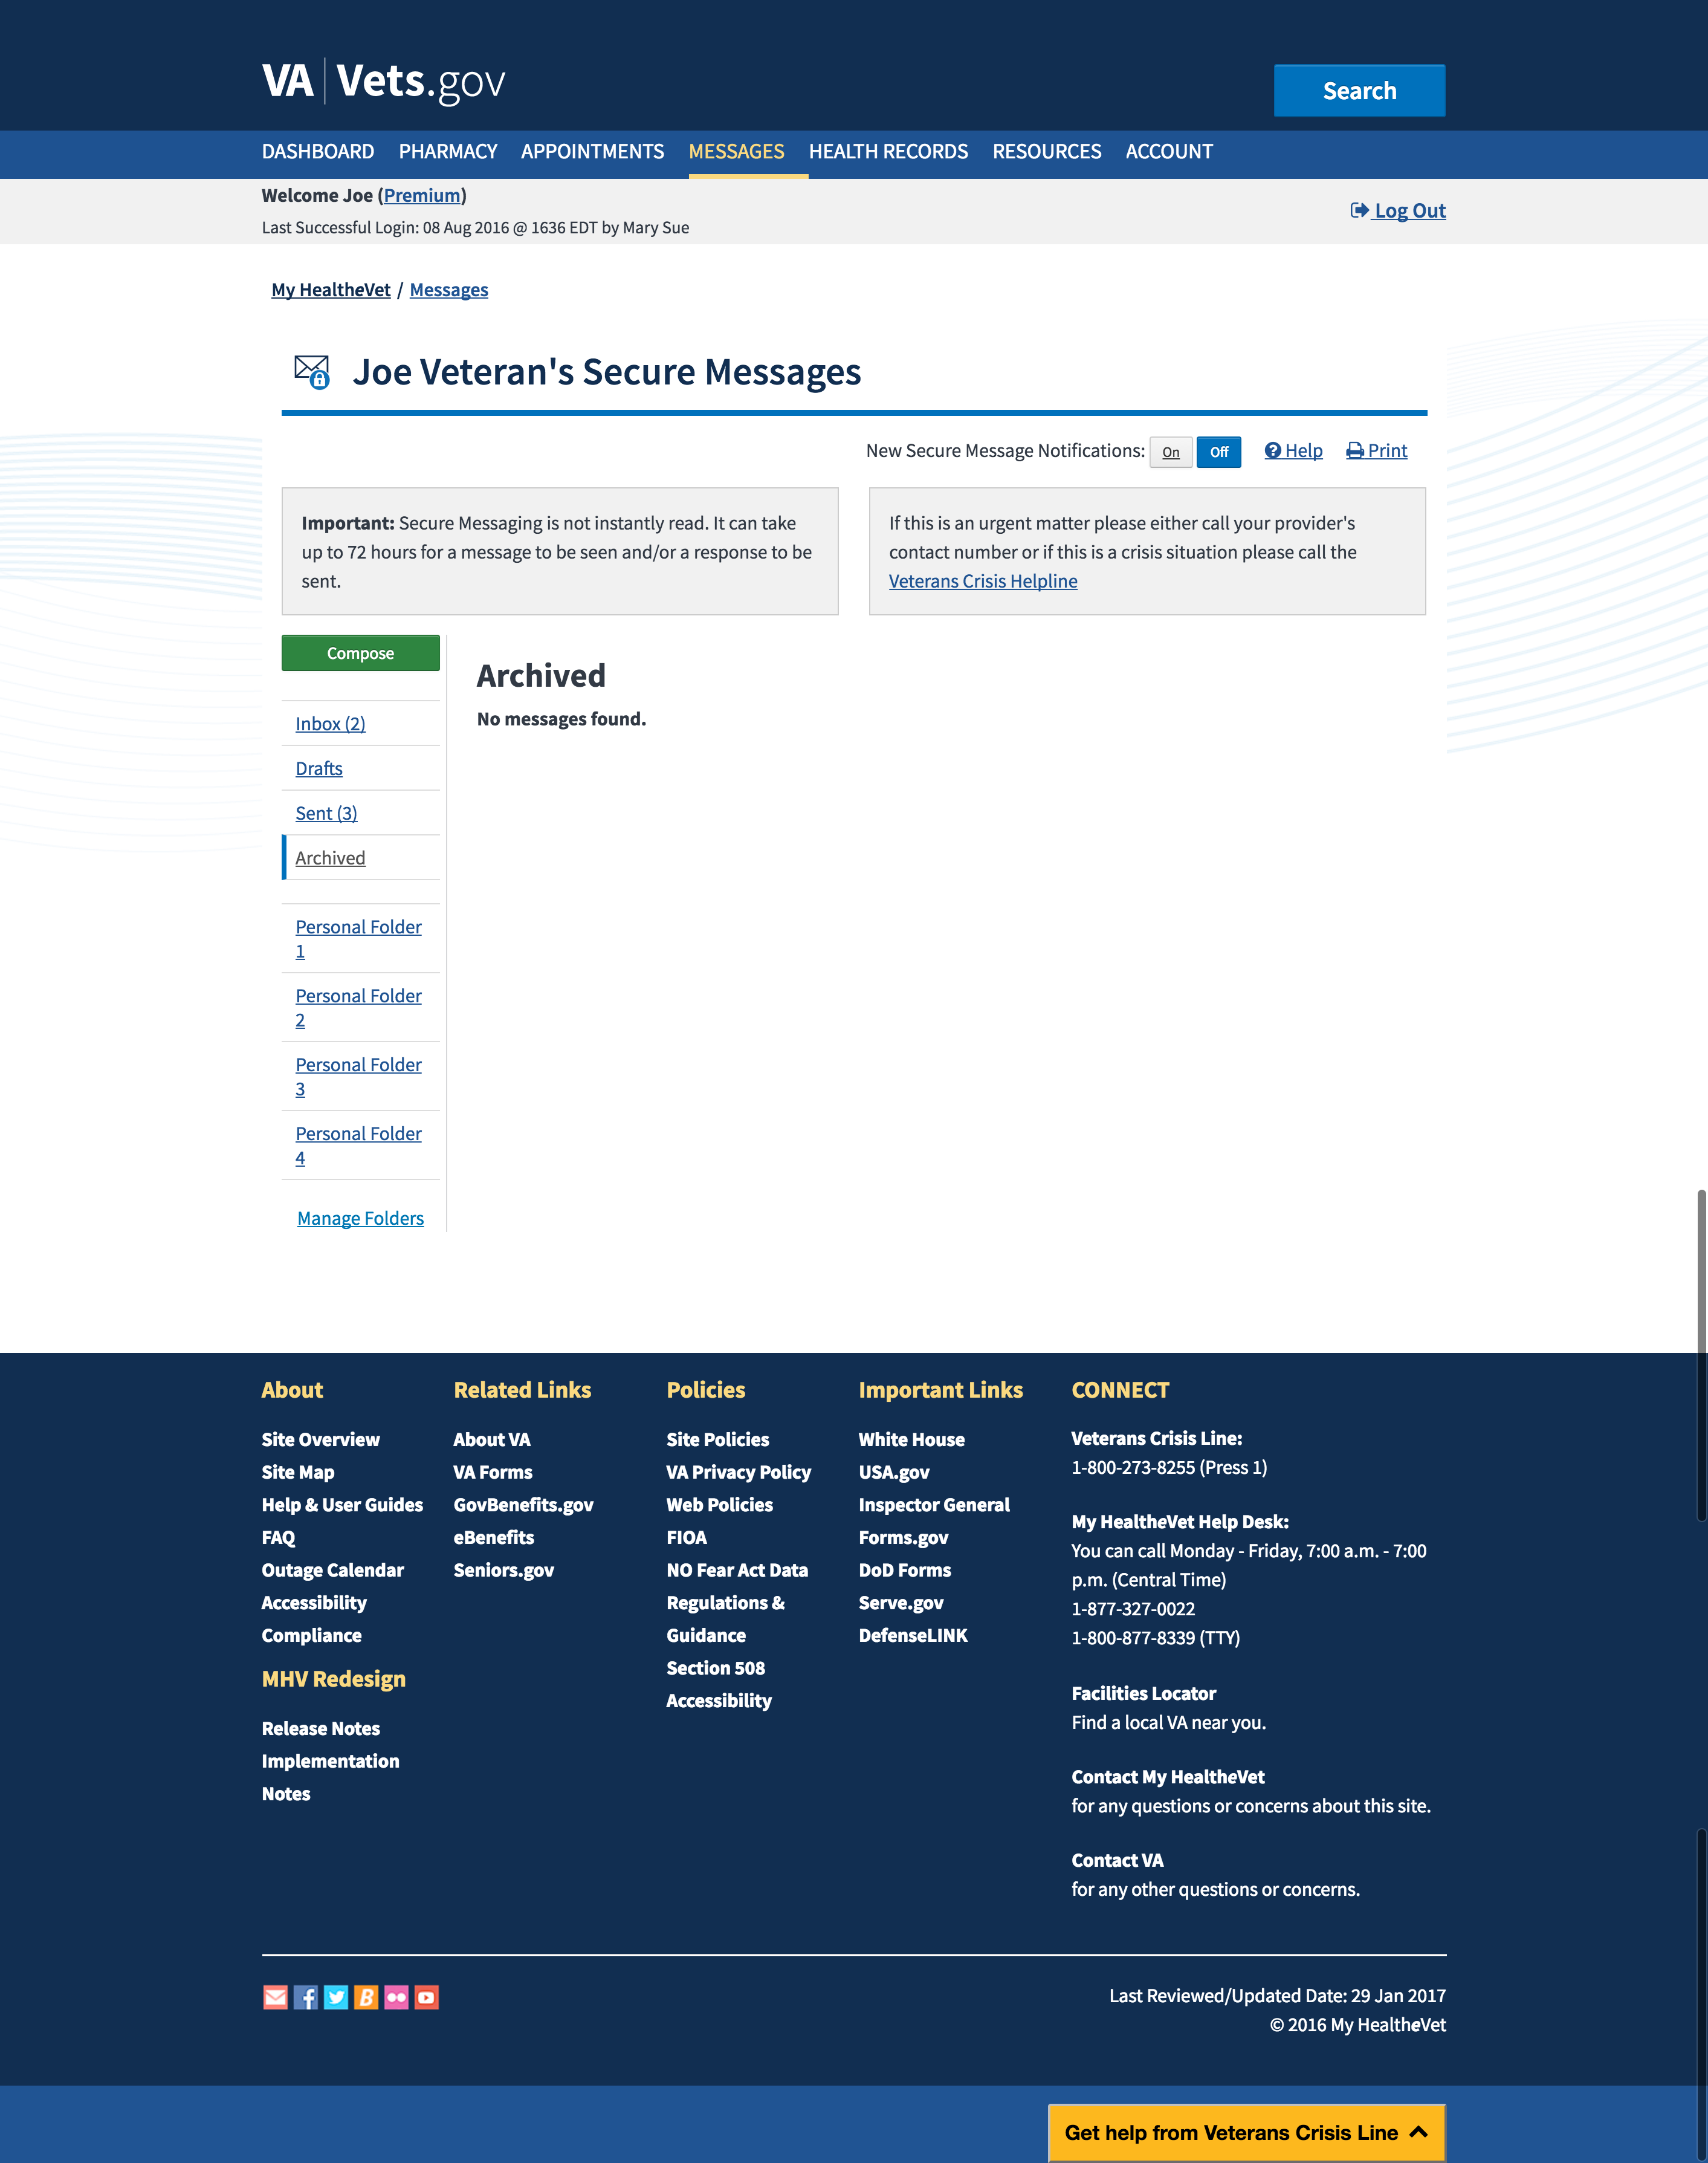 VA | Vets.gov
Search
DASHBOARD PHARMACY APPOINTMENTS MESSAGES HEALTH RECORDS RESOURCES ACCOUNT
Welcome Joe (Premium)
Log Out
Last Successful Login: 08 Aug 2016 @ 1636 EDT by Mary Sue
My HealtheVet / Messages
Joe Veteran's Secure Messages
New Secure Message Notifications: On Off Help Print
Important: Secure Messaging is not instantly read. It can take
up to 72 hours for a message to be seen and/or a response to be
sent.
If this is an urgent matter please either call your provider's
contact number or if this is a crisis situation please call the
Veterans Crisis Helpline
Compose
Inbox (2)
Drafts
Sent (3)
Archived
Personal Folder
1
Personal Folder
2
Personal Folder
3
Personal Folder
4
Manage Folders
Archived
No messages found.
About
Site Overview
Site Map
Help & User Guides
FAQ
Outage Calendar
Accessibility
Compliance
MHV Redesign
Release Notes
Implementation
Notes
Related Links
About VA
VA Forms
GovBenefits.gov
eBenefits
Seniors.gov
Policies
Site Policies
VA Privacy Policy
Web Policies
FIOA
NO Fear Act Data
Regulations &
Guidance
Section 508
Accessibility
Important Links
White House
USA.gov
Inspector General
Forms.gov
DoD Forms
Serve.gov
DefenseLINK
CONNECT
Veterans Crisis Line:
1-800-273-8255 (Press 1)
My HealtheVet Help Desk:
You can call Monday - Friday, 7:00 a.m. - 7:00
p.m. (Central Time)
1-877-327-0022
1-800-877-8339 (TTY)
Facilities Locator
Find a local VA near you.
Contact My HealtheVet
for any questions or concerns about this site.
Contact VA
for any other questions or concerns.
Last Reviewed/Updated Date: 29 Jan 2017
© 2016 My HealtheVet
Get help from Veterans Crisis Line